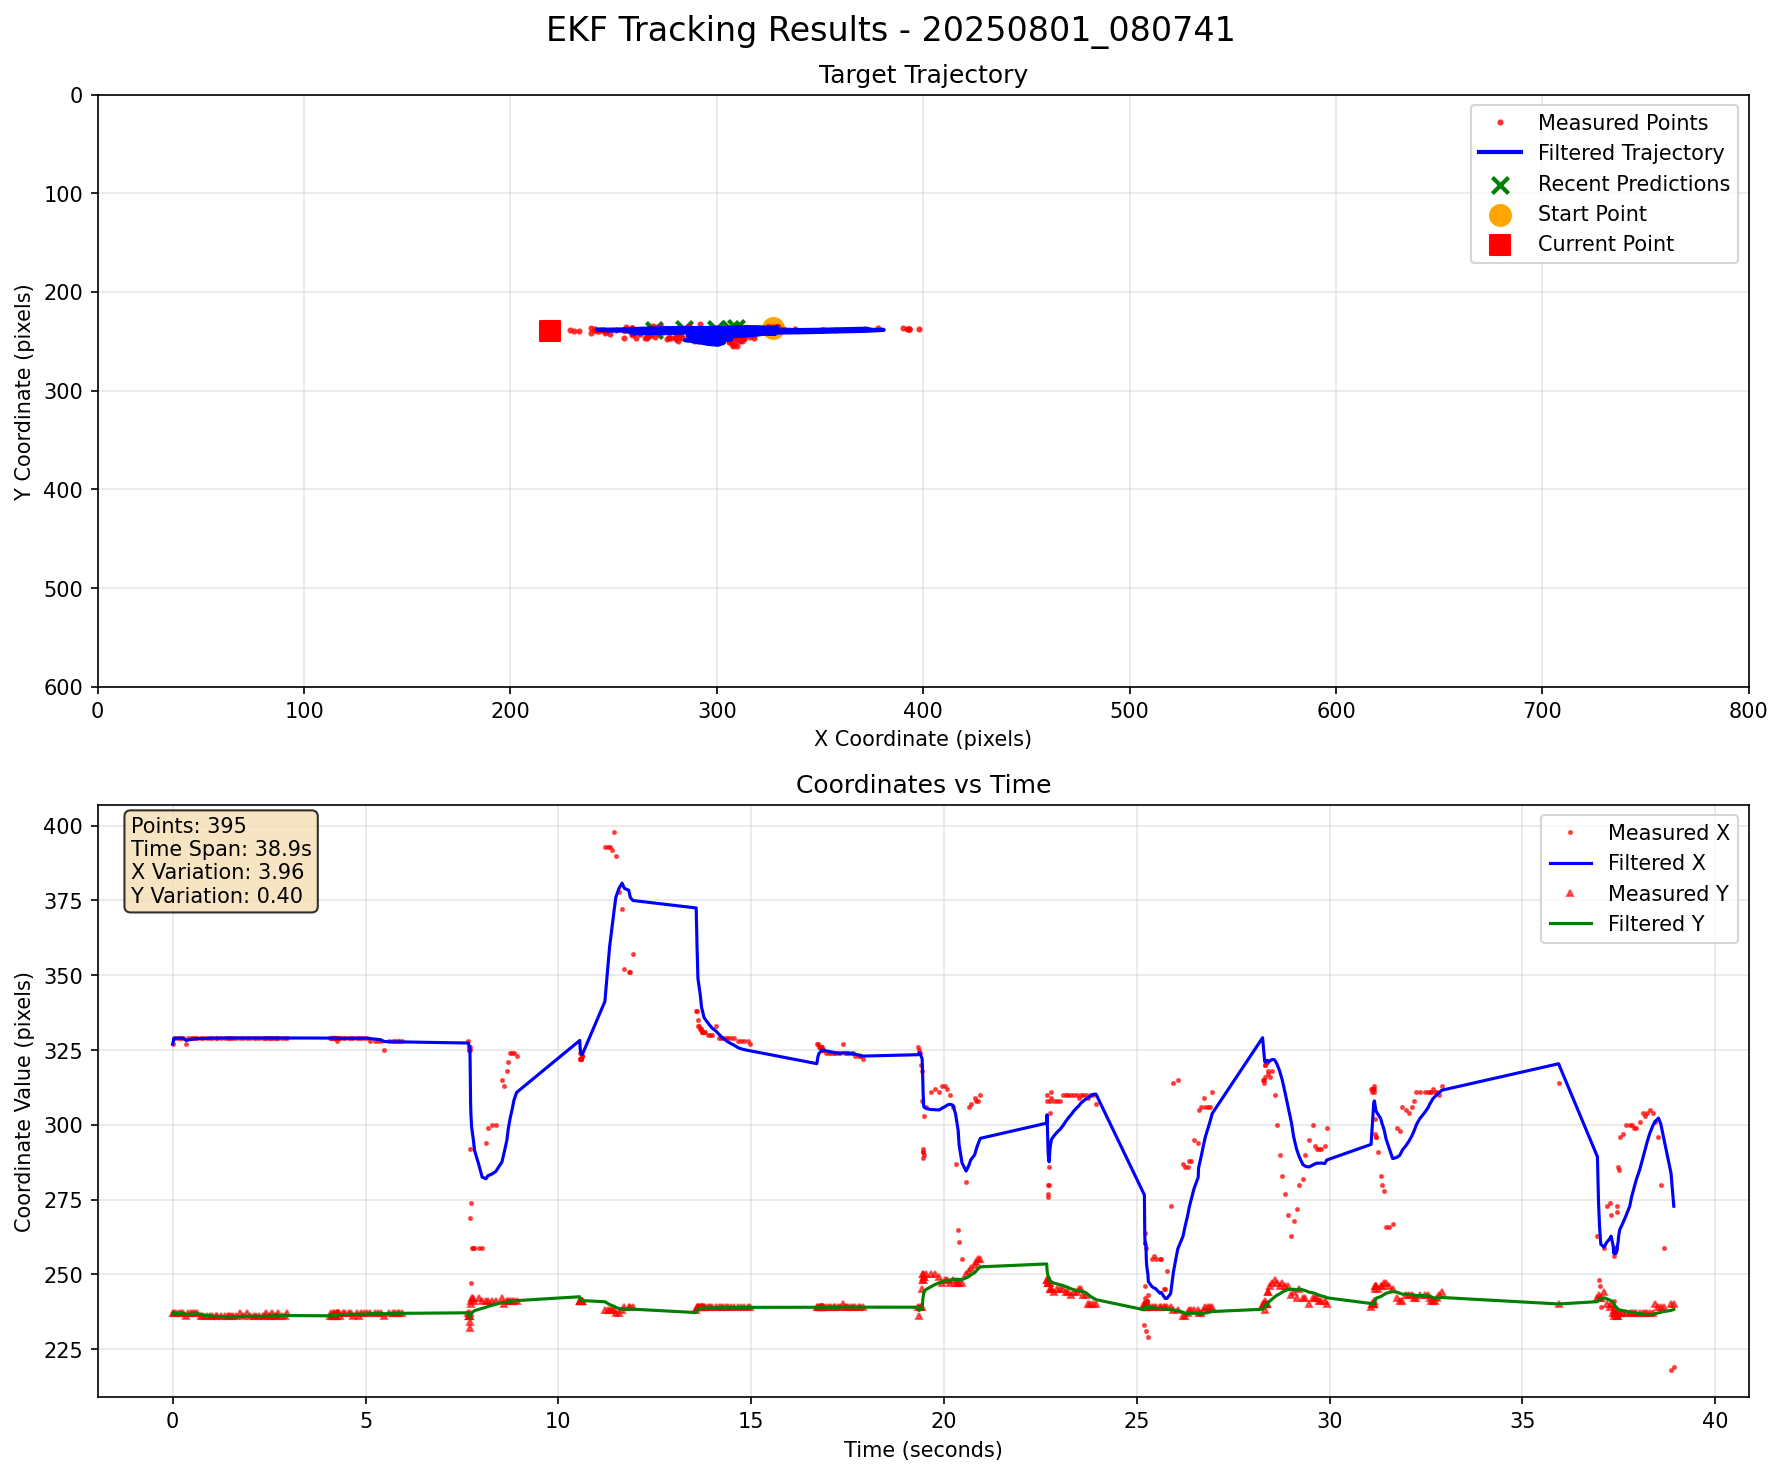 EKF Tracking Results - 20250801_080741
Target Trajectory
0
100
200
300
400
500
600
Y Coordinate (pixels)
Measured Points
Filtered Trajectory
Recent Predictions
Start Point
Current Point
0
100
200
300
400
500
600
700
800
X Coordinate (pixels)
Coordinates vs Time
400
375
350
325
300
275
250
225
Coordinate Value (pixels)
Points: 395
Time Span: 38.9s
X Variation: 3.96
Y Variation: 0.40
Measured X
Filtered X
Measured Y
Filtered Y
0
5
10
15
20
25
30
35
40
Time (seconds)